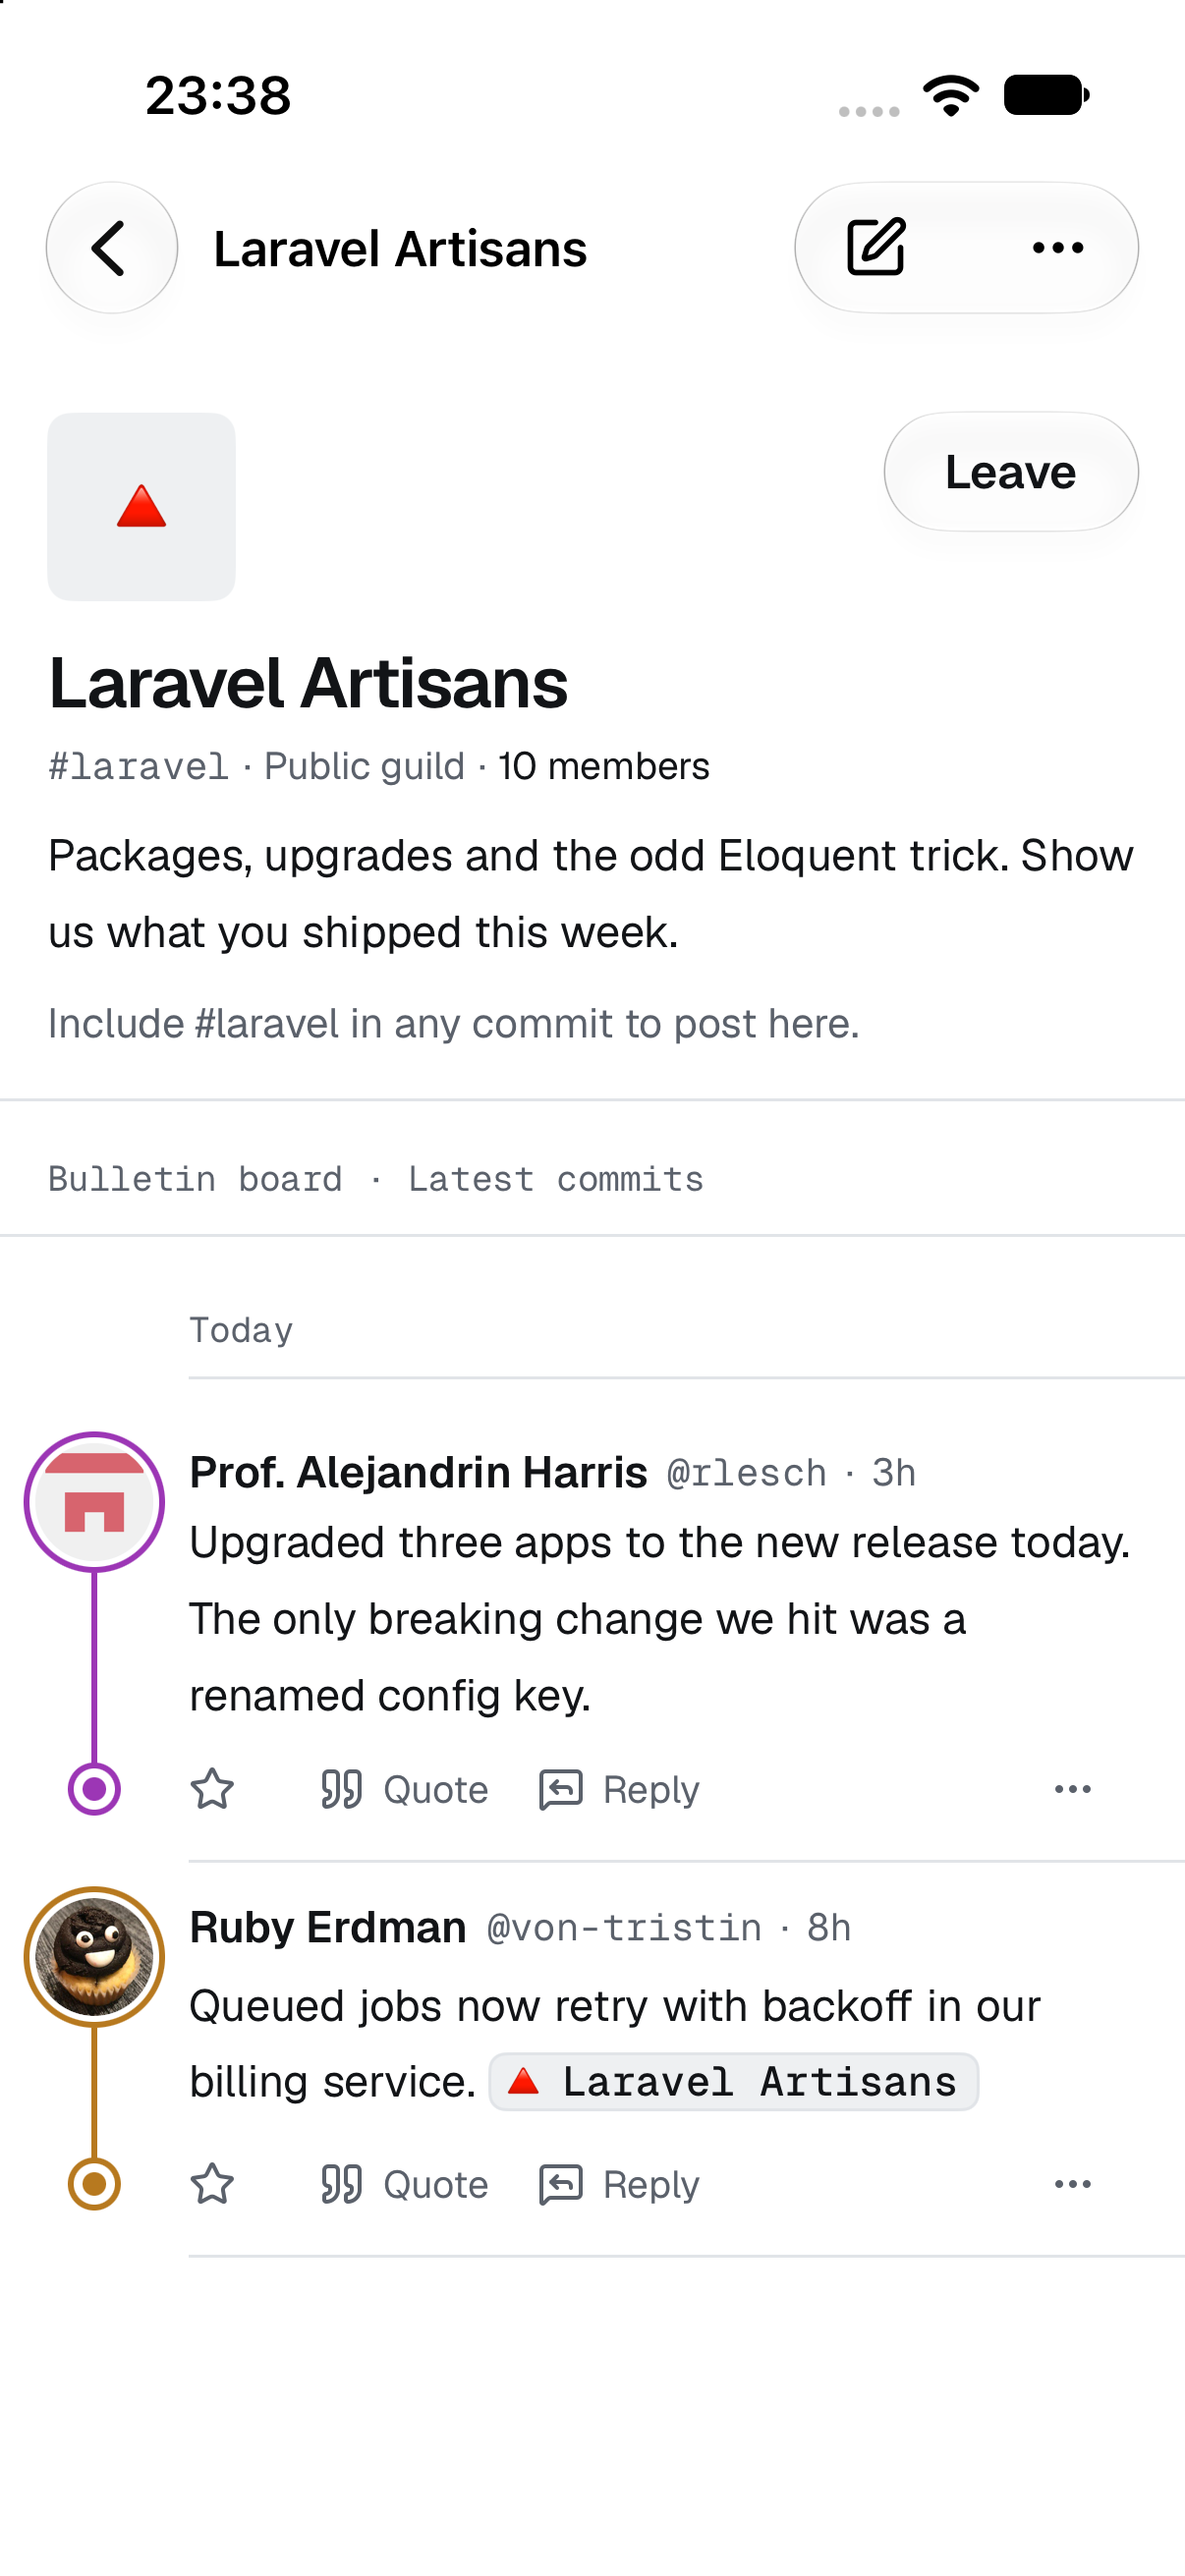 23:38
Laravel Artisans
Leave
Laravel Artisans
#laravel · Public guild · 10 members
Packages, upgrades and the odd Eloquent trick. Show
us what you shipped this week.
Include #laravel in any commit to post here.
Bulletin board · Latest commits
Today
Prof. Alejandrin Harris @rlesch · 3h
Upgraded three apps to the new release today.
The only breaking change we hit was a
renamed config key.
Quote Reply
Ruby Erdman @von-tristin · 8h
Queued jobs now retry with backoff in our
billing service. 🔺 Laravel Artisans
Quote Reply